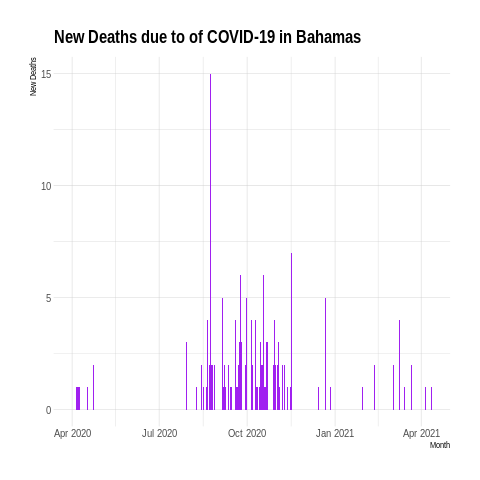 New Deaths due to of COVID-19 in Bahamas
New Deaths
15
10
5
0
Apr 2020 Jul 2020 Oct 2020 Jan 2021 Apr 2021
Month